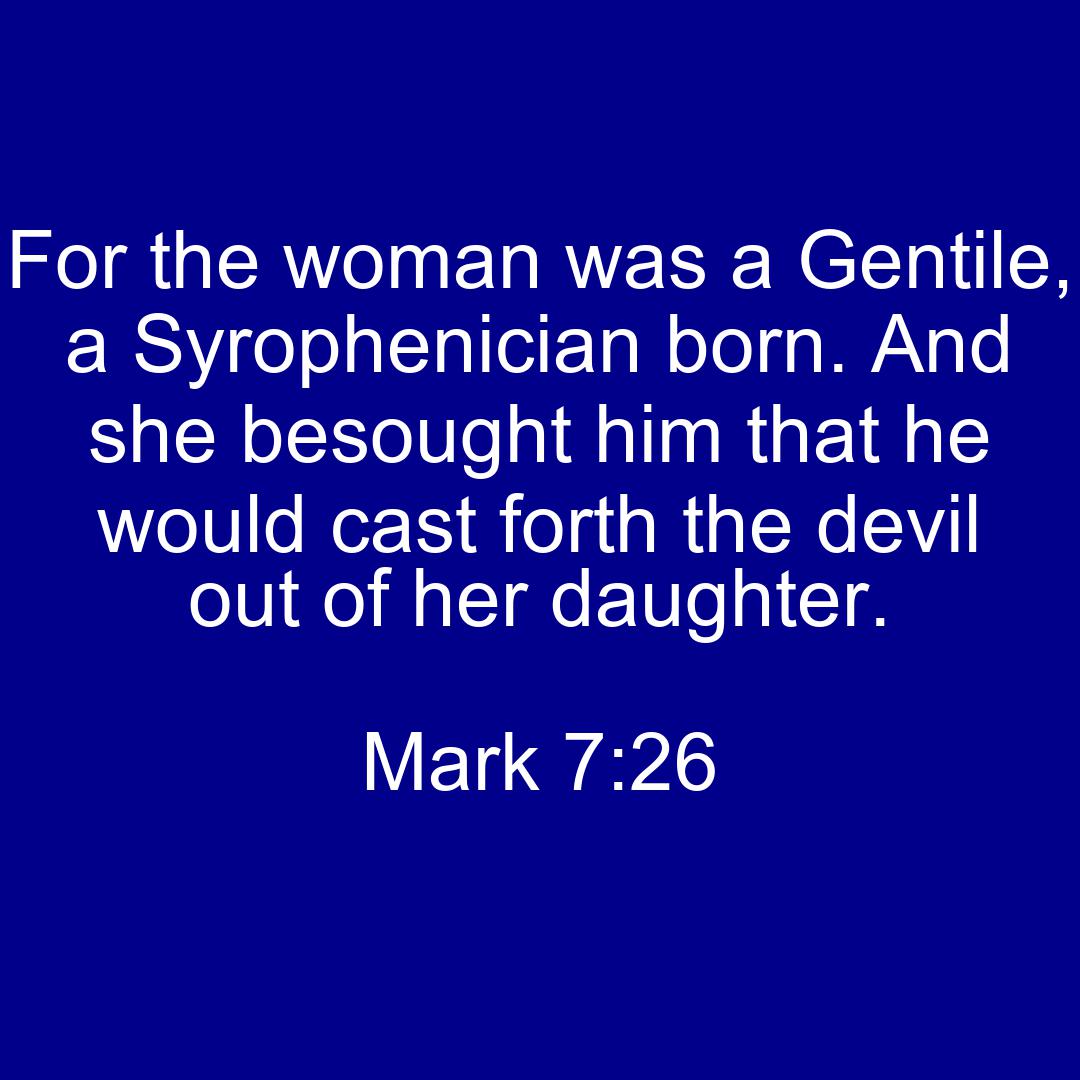 For the woman was a Gentile,
a Syrophenician born. And
she besought him that he
would cast forth the devil
out of her daughter.
Mark 7:26